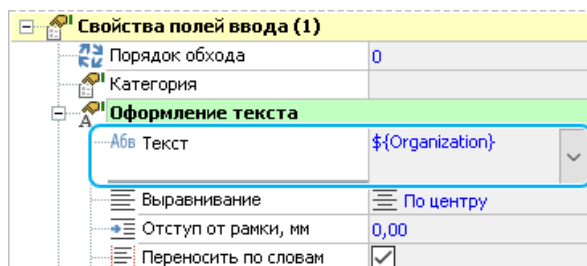 Свойства полей ввода (1)
Порядок обхода 0
Категория
Оформление текста
Абв Текст ${Organization}
Выравнивание По центру
Отступ от рамки, мм 0,00
Переносить по словам